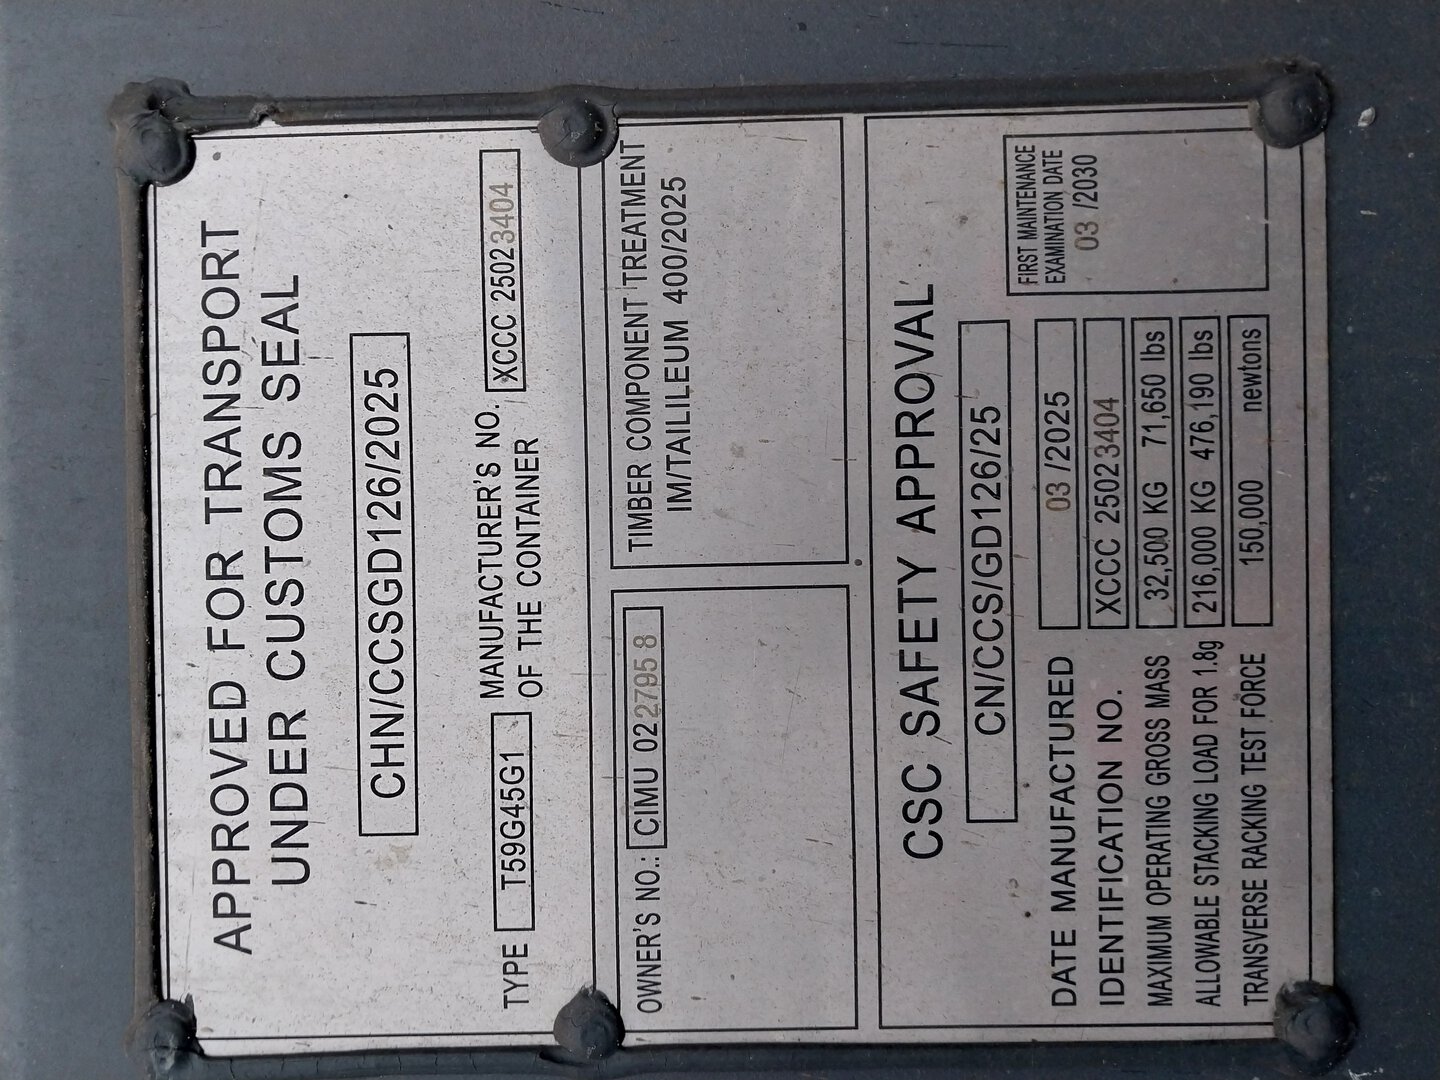 APPROVED FOR TRANSPORT
UNDER CUSTOMS SEAL
CHN/CCSGD126/2025
TYPE T59G45G1 MANUFACTURER'S NO. OF THE CONTAINER XCCC 25023404
OWNER'S NO.: CIMU 022795 8
TIMBER COMPONENT TREATMENT
IM/TAILILEUM 400/2025
CSC SAFETY APPROVAL
CN/CCS/GD126/25
DATE MANUFACTURED 03 /2025
IDENTIFICATION NO. XCCC 25023404
MAXIMUM OPERATING GROSS MASS 32,500 KG 71,650 lbs
ALLOWABLE STACKING LOAD FOR 1.8g 216,000 KG 476,190 lbs
TRANSVERSE RACKING TEST FORCE 150,000 newtons
FIRST MAINTENANCE
EXAMINATION DATE
03 /2030